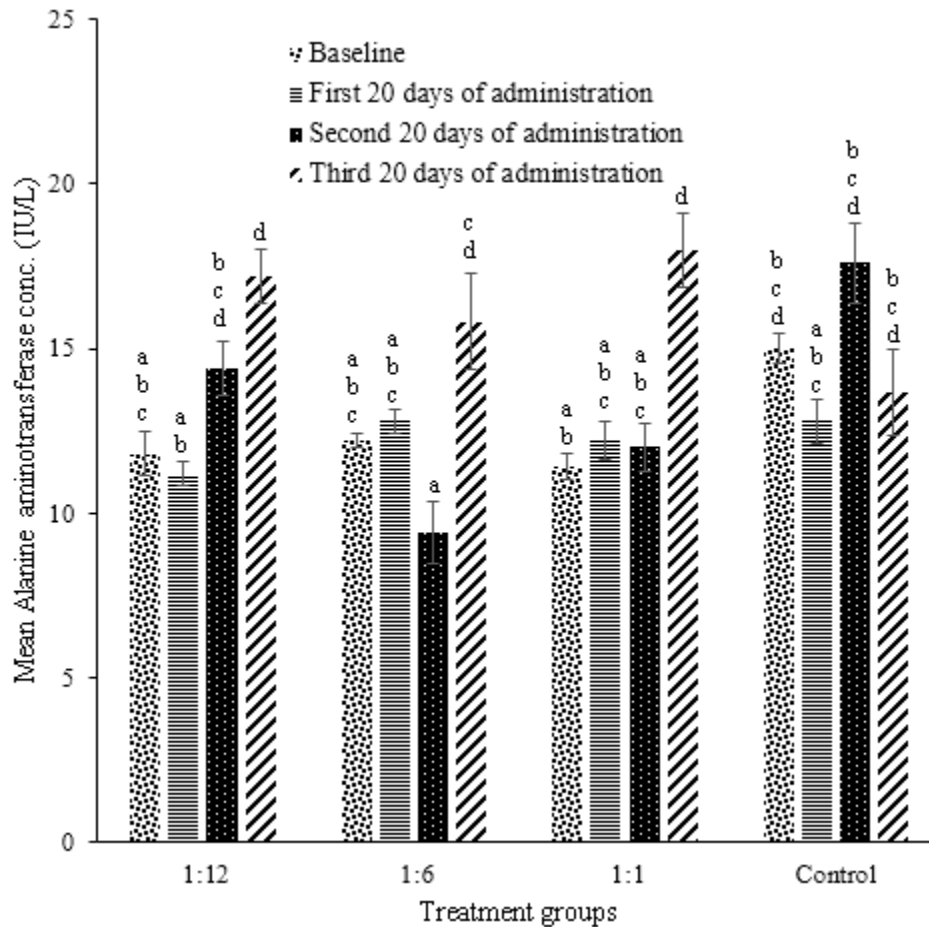 25
20
15
10
5
0
Mean Alanine aminotransferase conc. (IU/L)
Baseline
First 20 days of administration
Second 20 days of administration
Third 20 days of administration
a
b
c
a
b
b
c
d
d
a
b
c
a
b
c
a
c
d
a
b
a
b
c
a
b
c
d
b
c
d
a
b
c
b
c
d
b
c
d
1:12
1:6
1:1
Control
Treatment groups